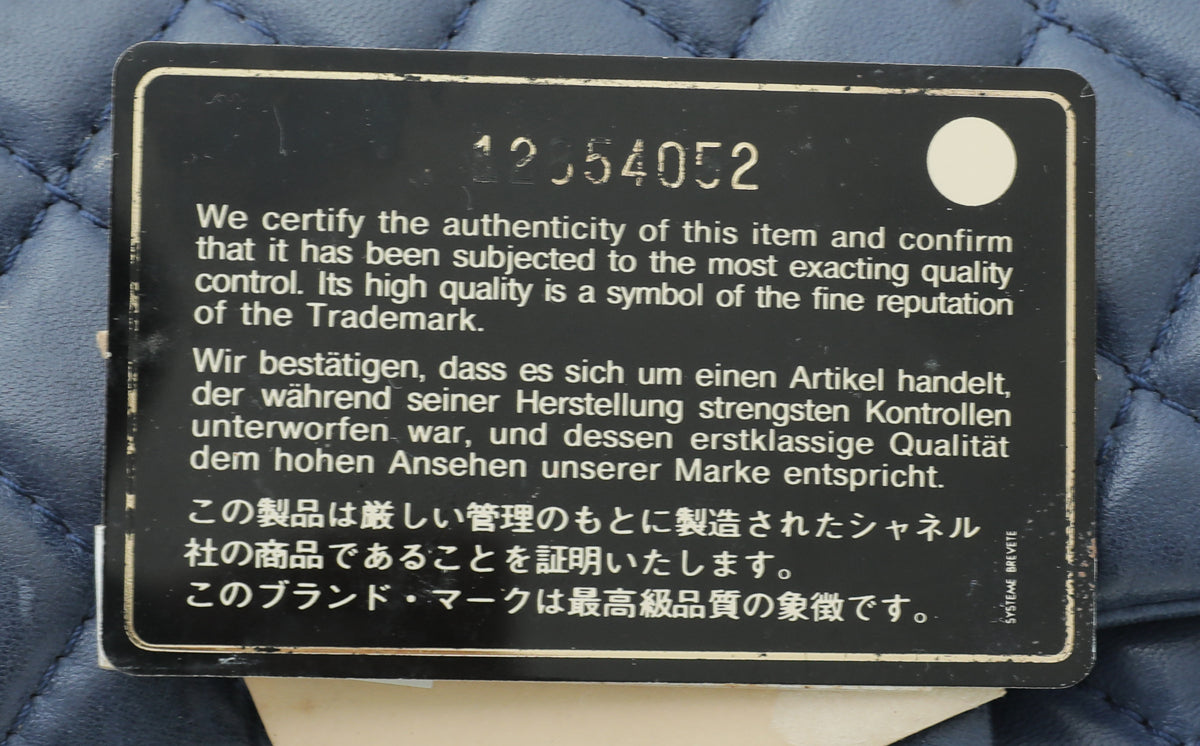 We certify the authenticity of this item and confirm
that it has been subjected to the most exacting quality
control. Its high quality is a symbol of the fine reputation
of the Trademark.
Wir bestätigen, dass es sich um einen Artikel handelt,
der während seiner Herstellung strengsten Kontrollen
unterworfen war, und dessen erstklassige Qualität
dem hohen Ansehen unserer Marke entspricht.
この製品は厳しい管理のもとに製造されたシャネル
社の商品であることを証明いたします。
このブランド・マークは最高級品質の象徴です。
SYSTEME BREVETE